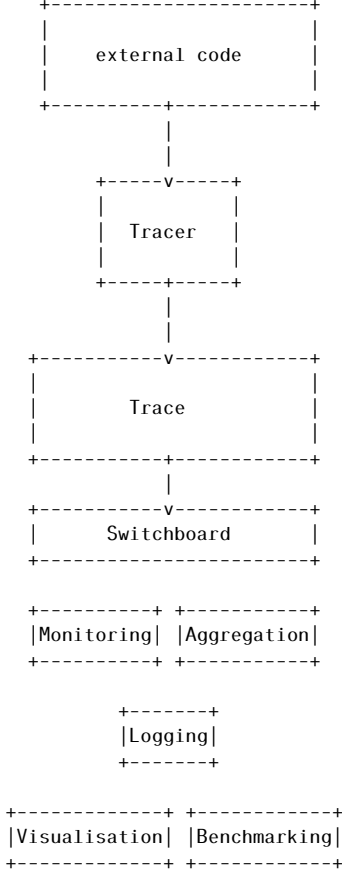 external code
Tracer
Trace
Switchboard
Monitoring Aggregation
Logging
Visualisation Benchmarking